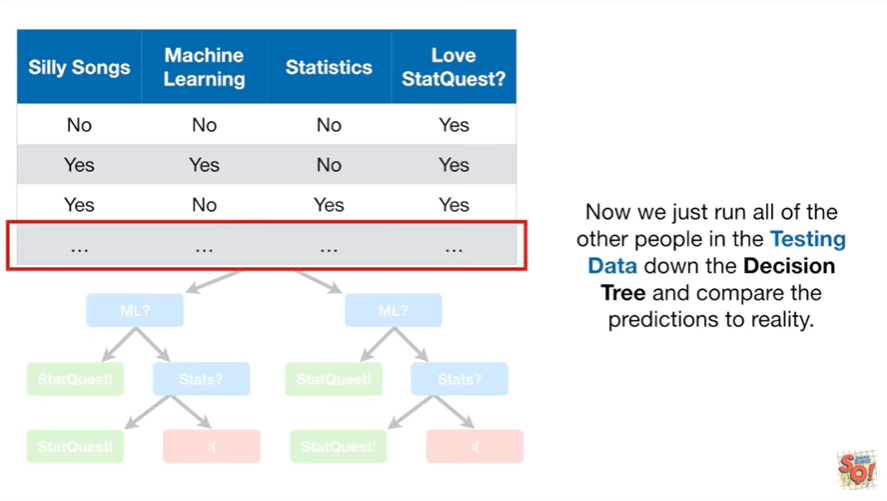 Silly Songs Machine Learning Statistics Love StatQuest?
No No No Yes
Yes Yes No Yes
Yes No Yes Yes
... ... ... ...
Now we just run all of the
other people in the Testing
Data down the Decision
Tree and compare the
predictions to reality.
ML? ML?
StatQuest! Stats? StatQuest! Stats?
StatQuest! :( StatQuest! :(
SQ!